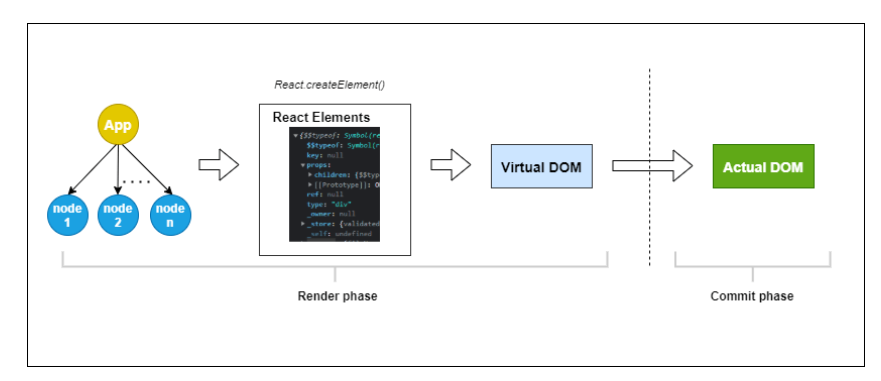 React.createElement()
React Elements
App
{$$typeof: Symbol(re
$$typeof: Symbol(r
key: null
props:
children: {$$typ
[[Prototype]]: O
ref: null
type: "div"
_owner: null
_store: {validated
_self: undefined
node
1
node
2
node
n
Virtual DOM
Actual DOM
Render phase
Commit phase